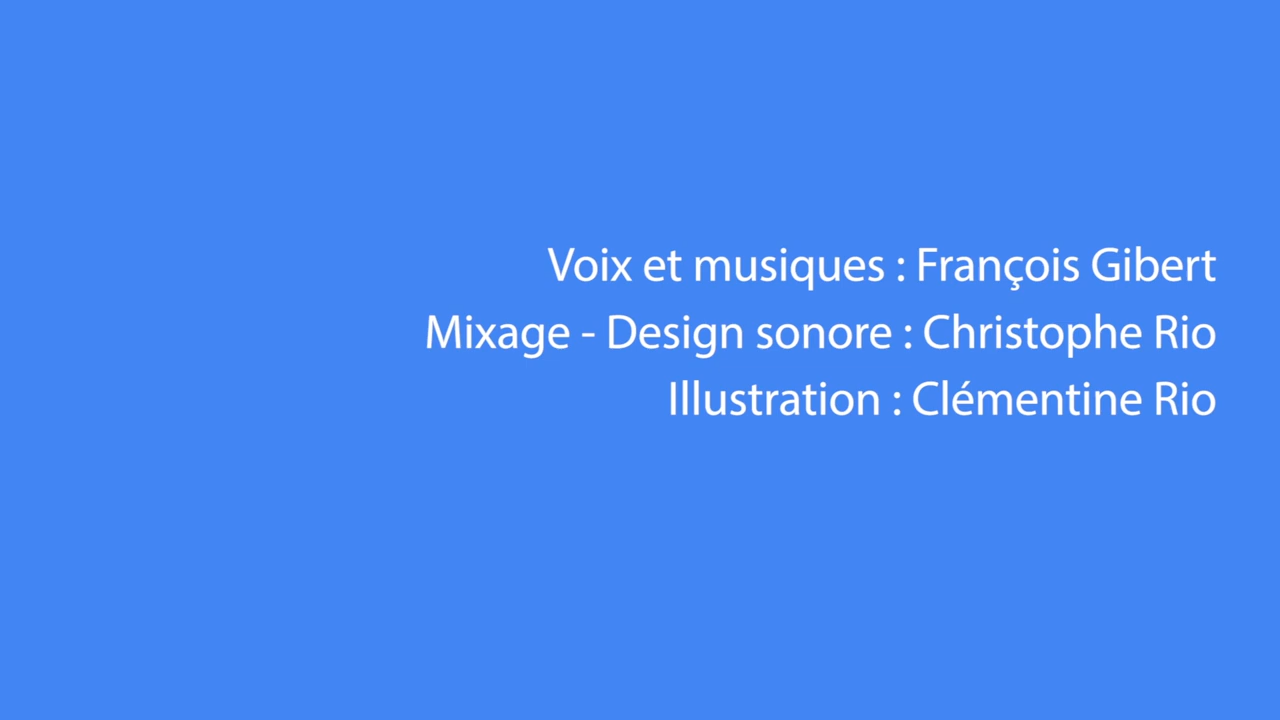 Voix et musiques : François Gibert
Mixage - Design sonore : Christophe Rio
Illustration : Clémentine Rio